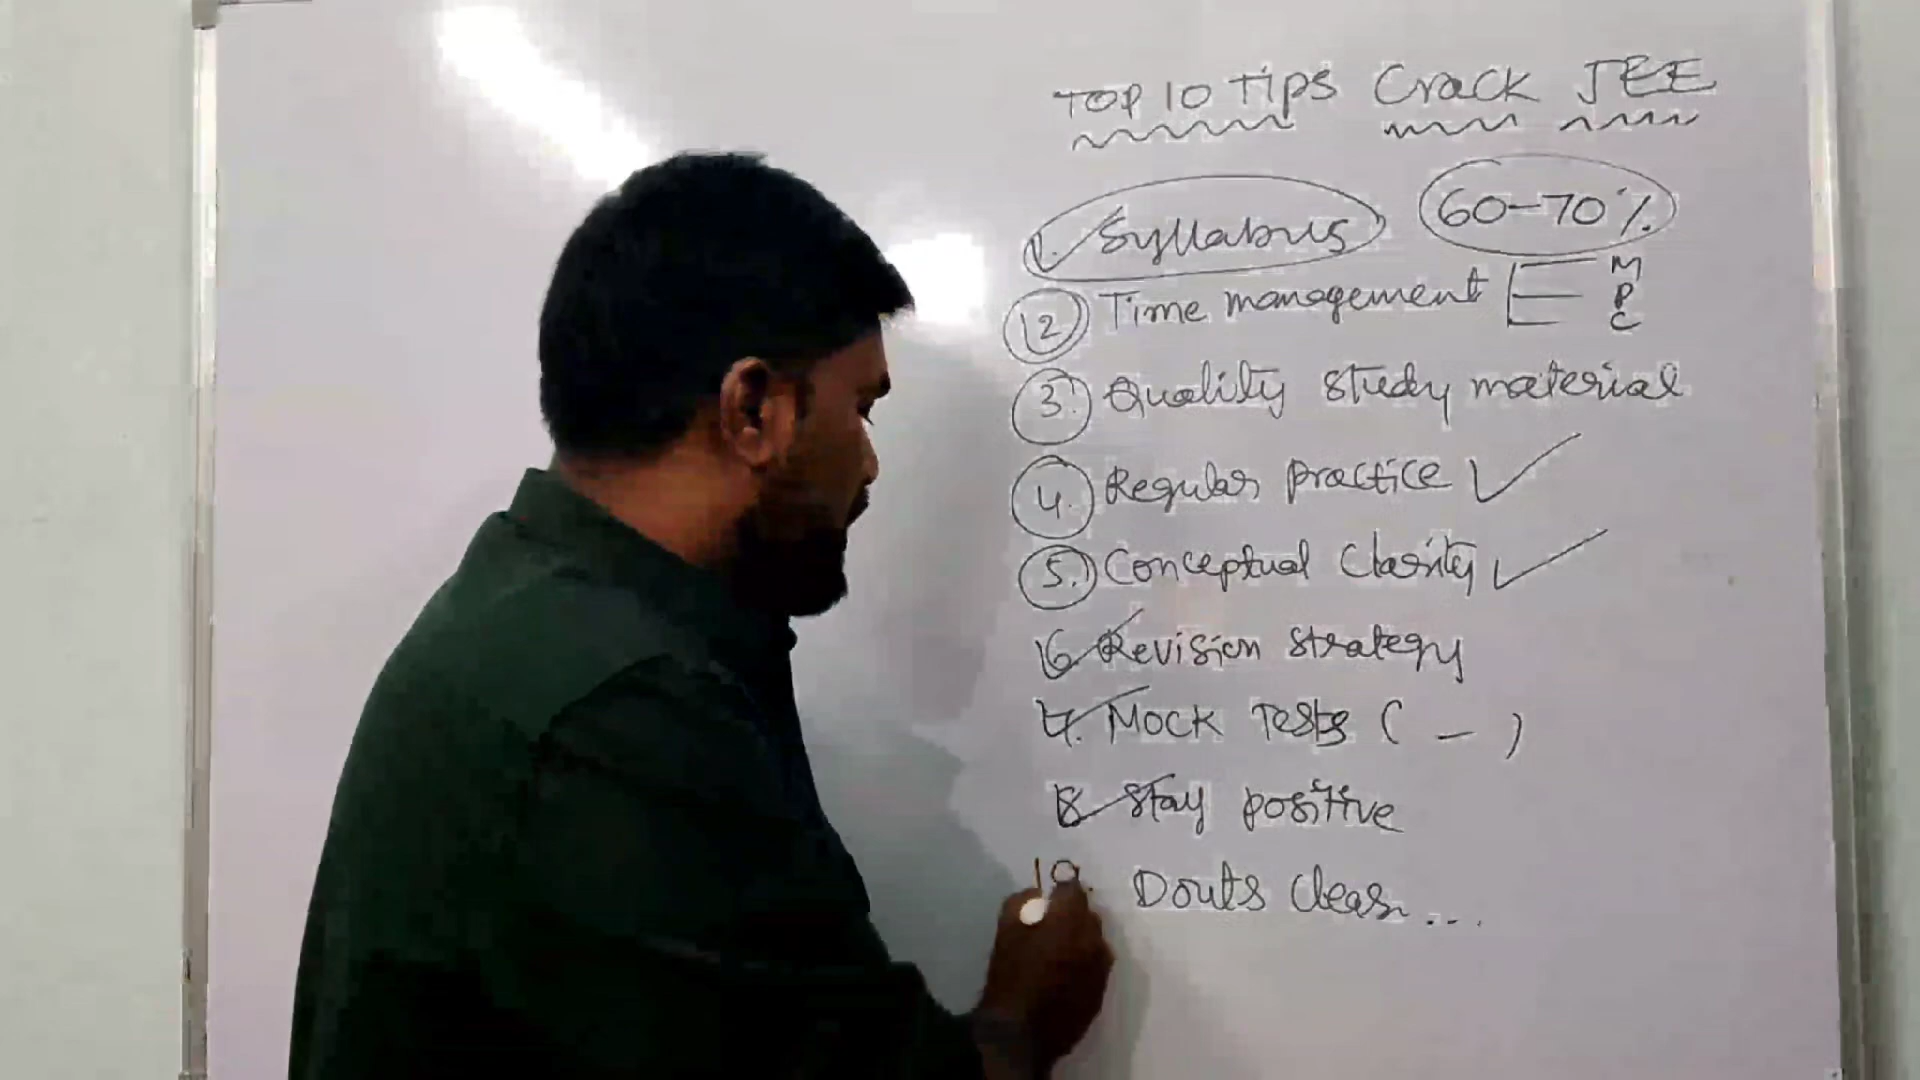 TOP 10 Tips Crack JEE
1. Syllabus 60-70%
2 Time management M
P
C
3. Quality study material
4. Regular practice
5. Conceptual Clarity
6 Revision strategy
7. Mock Tests ( - )
8 Stay positive
Douts Clear ...